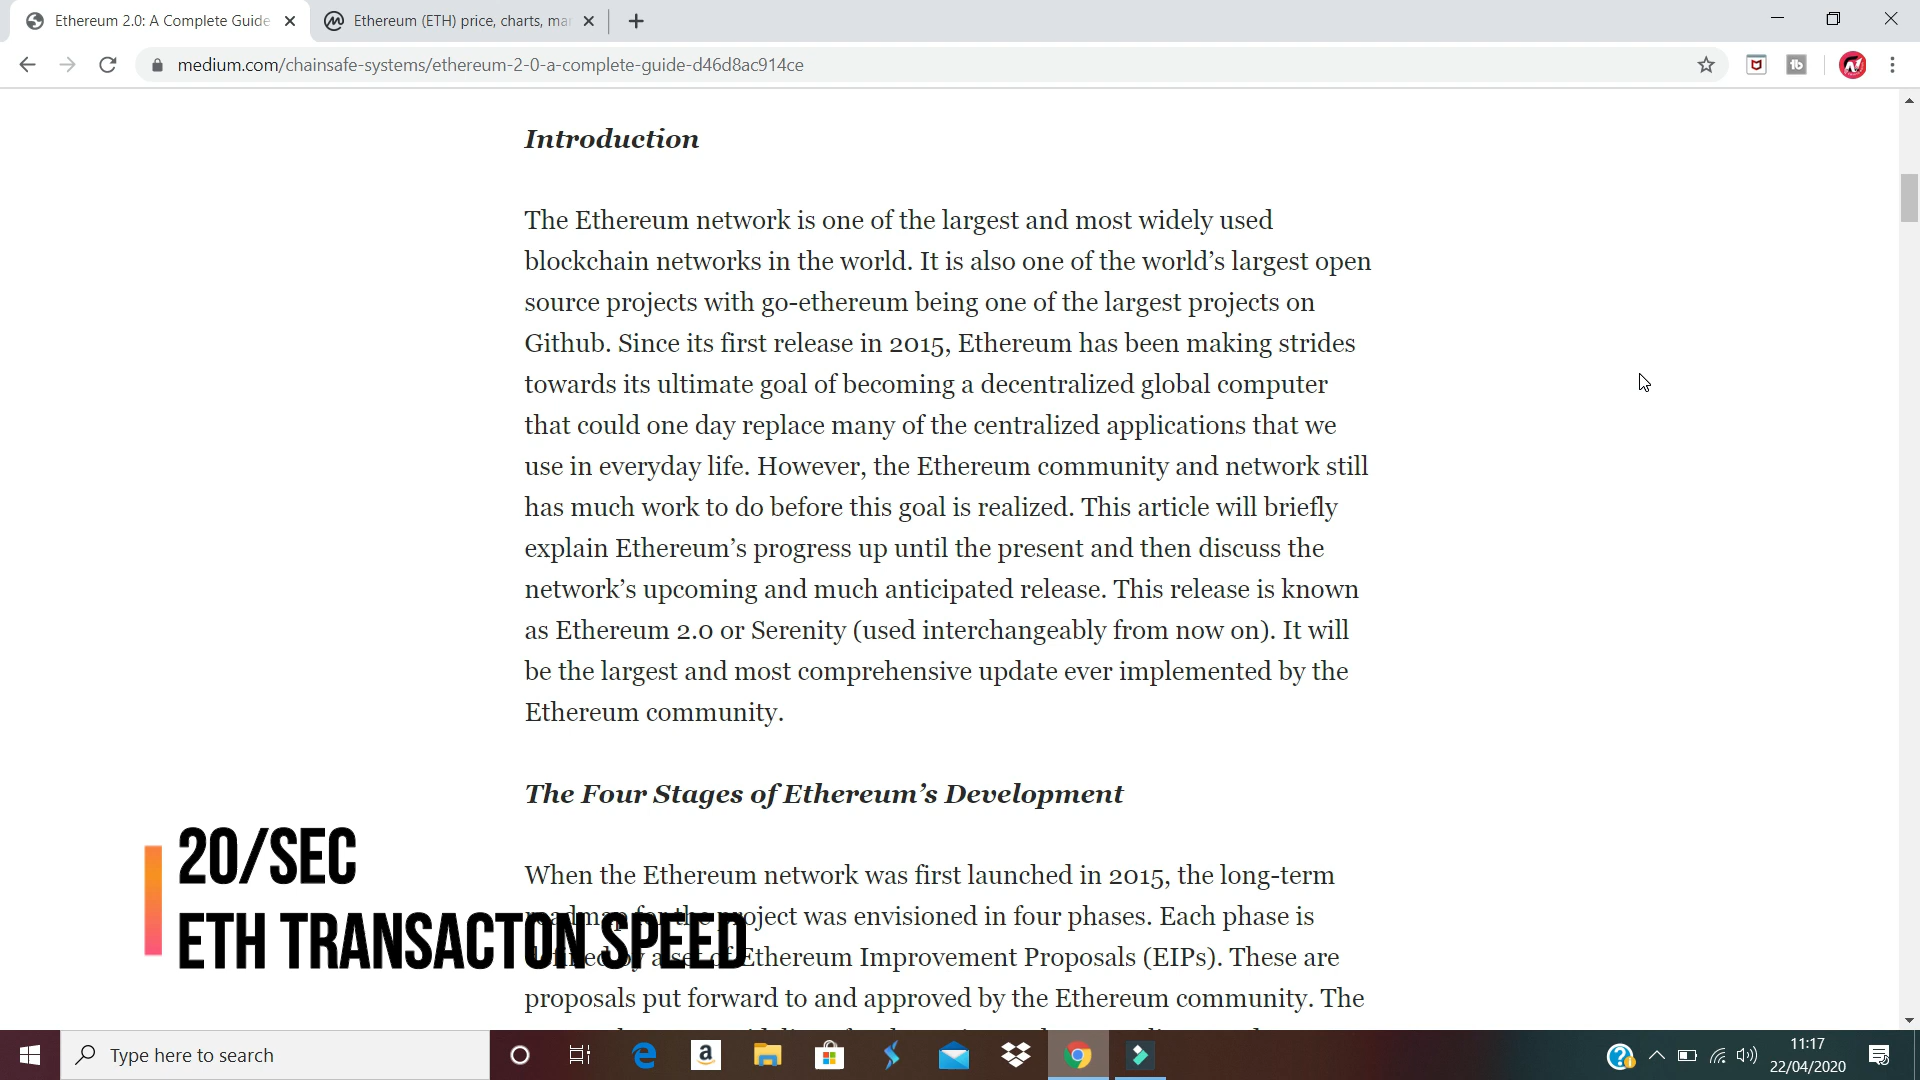 Ethereum 2.0: A Complete Guide
Ethereum (ETH) price, charts, mar
medium.com/chainsafe-systems/ethereum-2-0-a-complete-guide-d46d8ac914ce
Introduction
The Ethereum network is one of the largest and most widely used
blockchain networks in the world. It is also one of the world’s largest open
source projects with go-ethereum being one of the largest projects on
Github. Since its first release in 2015, Ethereum has been making strides
towards its ultimate goal of becoming a decentralized global computer
that could one day replace many of the centralized applications that we
use in everyday life. However, the Ethereum community and network still
has much work to do before this goal is realized. This article will briefly
explain Ethereum’s progress up until the present and then discuss the
network’s upcoming and much anticipated release. This release is known
as Ethereum 2.0 or Serenity (used interchangeably from now on). It will
be the largest and most comprehensive update ever implemented by the
Ethereum community.
The Four Stages of Ethereum’s Development
When the Ethereum network was first launched in 2015, the long-term
roadmap for the project was envisioned in four phases. Each phase is
defined by a set of Ethereum Improvement Proposals (EIPs). These are
proposals put forward to and approved by the Ethereum community. The
20/SEC
ETH TRANSACTON SPEED
Type here to search
11:17
22/04/2020